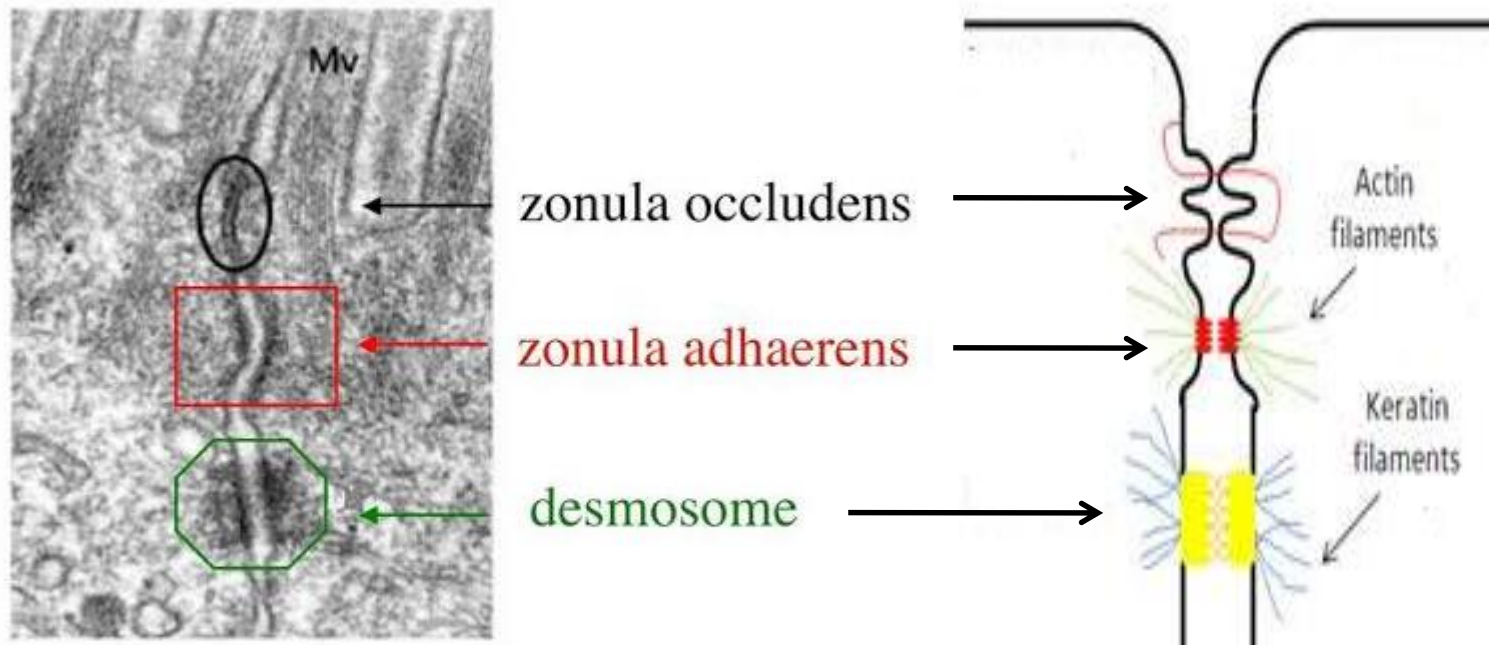 Mv
zonula occludens
zonula adhaerens
desmosome
Actin
filaments
Keratin
filaments